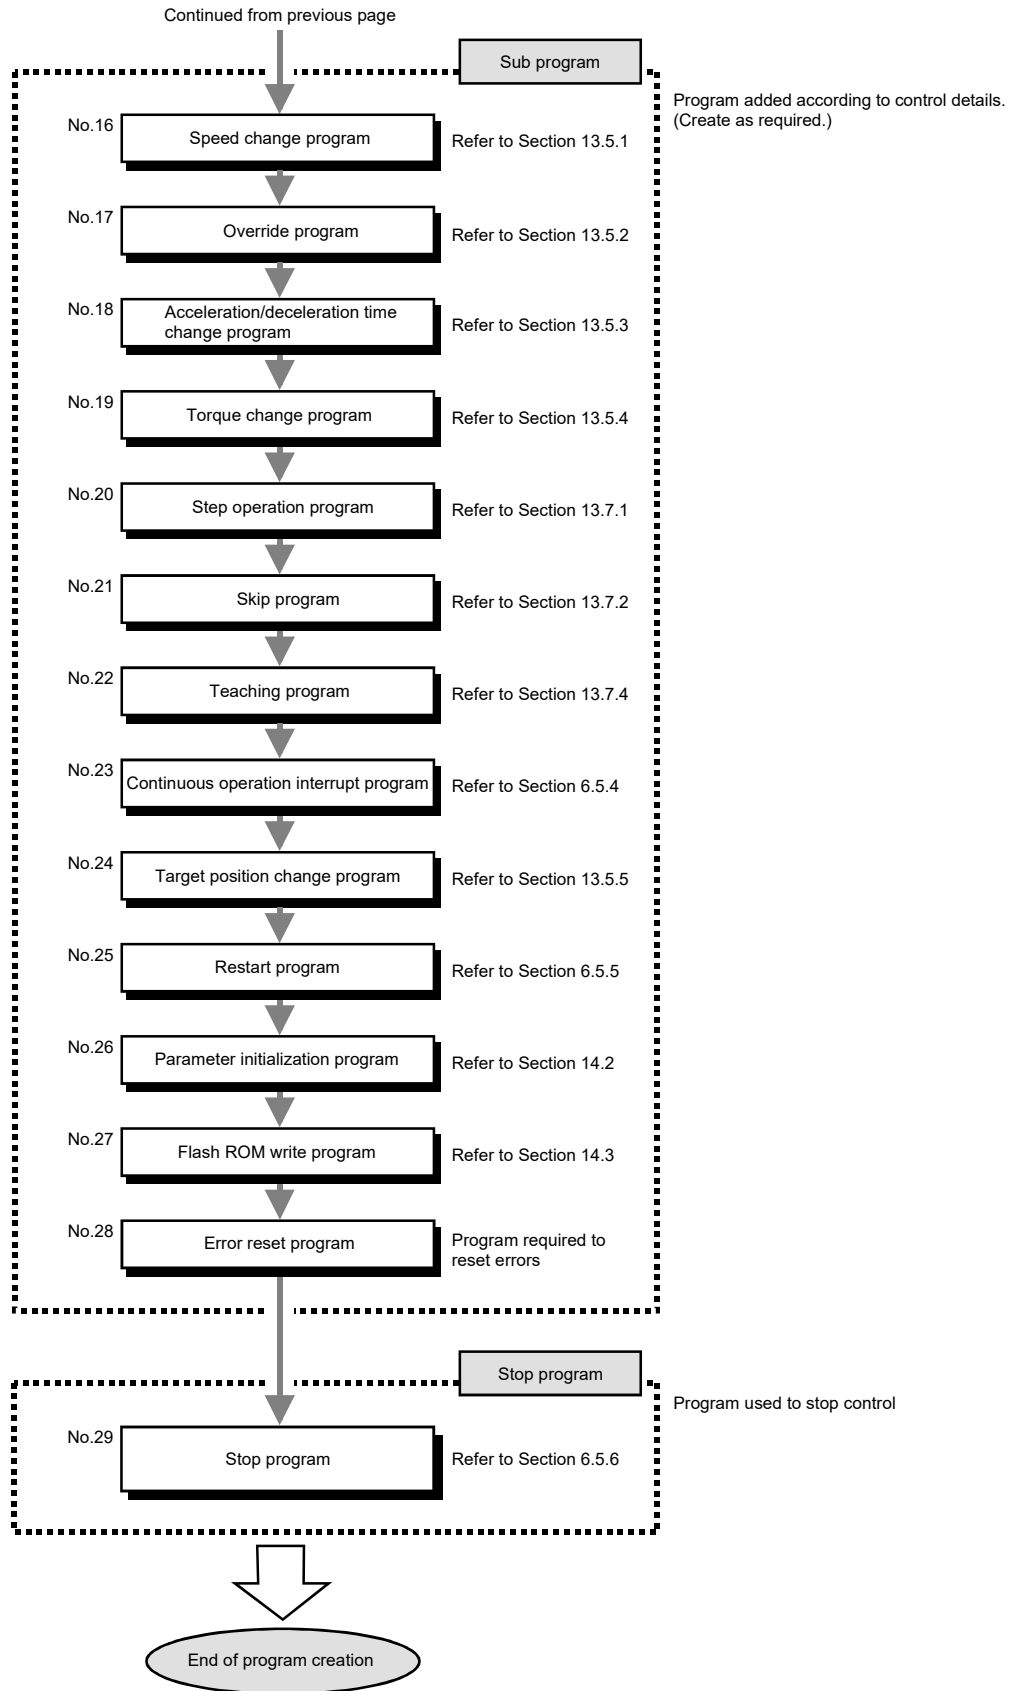 Continued from previous page
Sub program
Program added according to control details.
(Create as required.)
No.16
Speed change program
Refer to Section 13.5.1
No.17
Override program
Refer to Section 13.5.2
No.18
Acceleration/deceleration time
change program
Refer to Section 13.5.3
No.19
Torque change program
Refer to Section 13.5.4
No.20
Step operation program
Refer to Section 13.7.1
No.21
Skip program
Refer to Section 13.7.2
No.22
Teaching program
Refer to Section 13.7.4
No.23
Continuous operation interrupt program
Refer to Section 6.5.4
No.24
Target position change program
Refer to Section 13.5.5
No.25
Restart program
Refer to Section 6.5.5
No.26
Parameter initialization program
Refer to Section 14.2
No.27
Flash ROM write program
Refer to Section 14.3
No.28
Error reset program
Program required to
reset errors
Stop program
Program used to stop control
No.29
Stop program
Refer to Section 6.5.6
End of program creation